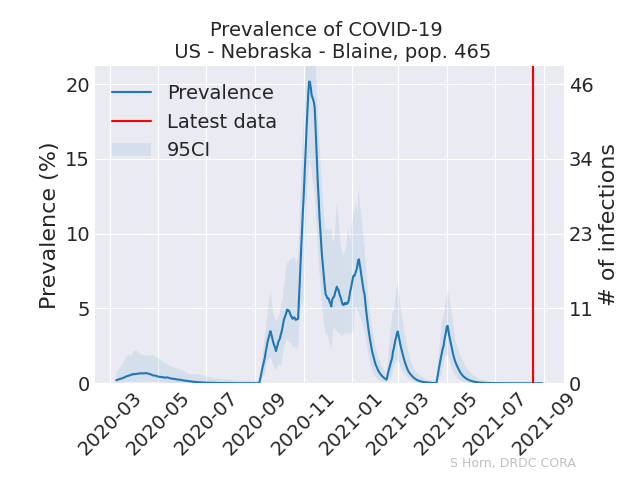 Prevalence of COVID-19
US - Nebraska - Blaine, pop. 465
Prevalence
Latest data
95CI
Prevalence (%)
20
15
10
5
0
46
34
23
11
0
# of infections
2020-03
2020-05
2020-07
2020-09
2020-11
2021-01
2021-03
2021-05
2021-07
2021-09
S Horn, DRDC CORA